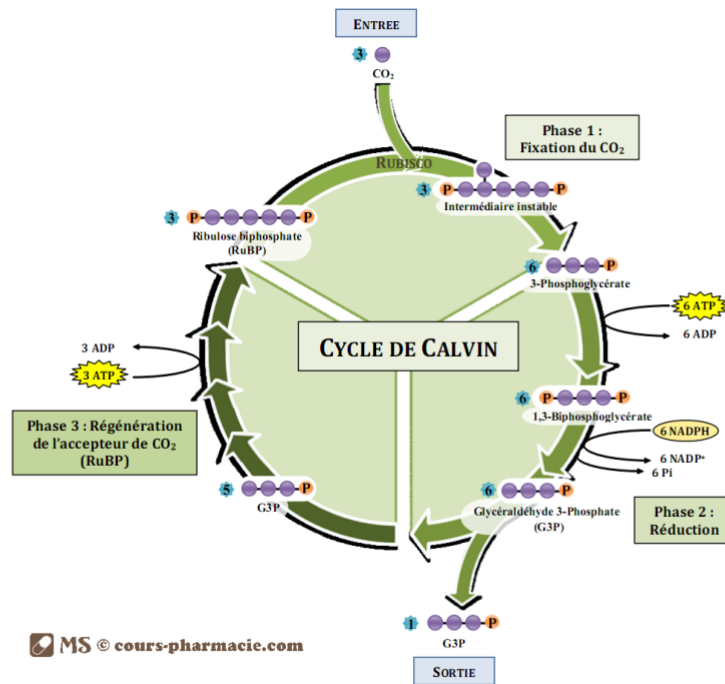 ENTREE
3
CO₂
Phase 1 :
Fixation du CO₂
RUBISCO
3 P P
Intermédiaire instable
3 P P
Ribulose biphosphate
(RuBP)
6 P
3-Phosphoglycérate
6 ATP
6 ADP
CYCLE DE CALVIN
3 ADP
3 ATP
6 P P
1,3-Biphosphoglycérate
Phase 3 : Régénération
de l'accepteur de CO₂
(RuBP)
6 NADPH
6 NADP⁺
6 Pi
5 P
G3P
6 P
Glycéraldéhyde 3-Phosphate
(G3P)
Phase 2 :
Réduction
1 P
G3P
MS © cours-pharmacie.com
SORTIE